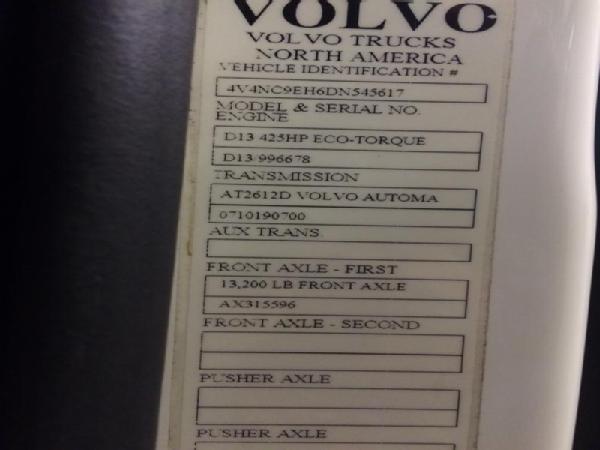 VOLVO
VOLVO TRUCKS
NORTH AMERICA
VEHICLE IDENTIFICATION #
4V4NC9EH6DN545617
MODEL & SERIAL NO.
ENGINE
D13 425HP ECO-TORQUE
D13 996678
TRANSMISSION
AT2612D VOLVO AUTOMA
0710190700
AUX TRANS.
FRONT AXLE - FIRST
13,200 LB FRONT AXLE
AX315596
FRONT AXLE - SECOND
PUSHER AXLE
PUSHER AXLE